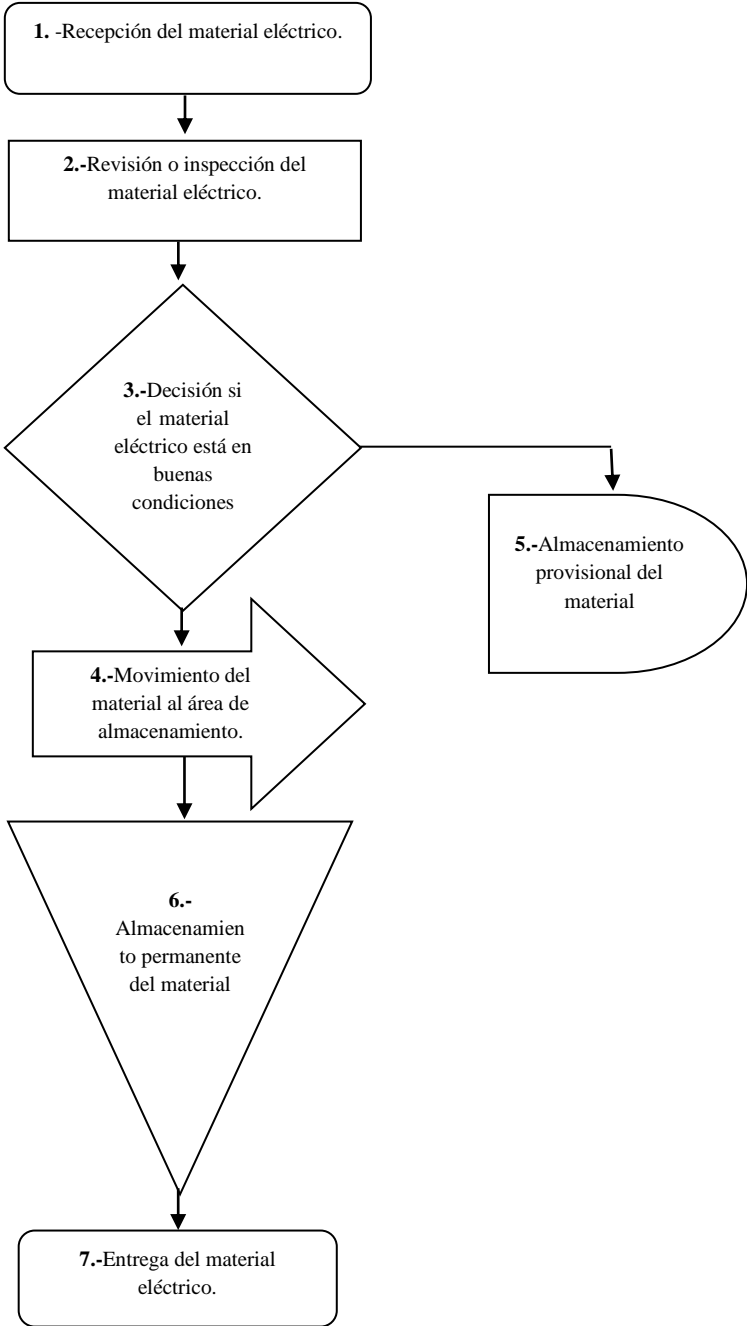 1. -Recepción del material eléctrico.
2.-Revisión o inspección del
material eléctrico.
3.-Decisión si
el material
eléctrico está en
buenas
condiciones
5.-Almacenamiento
provisional del
material
4.-Movimiento del
material al área de
almacenamiento.
6.-
Almacenamien
to permanente
del material
7.-Entrega del material
eléctrico.